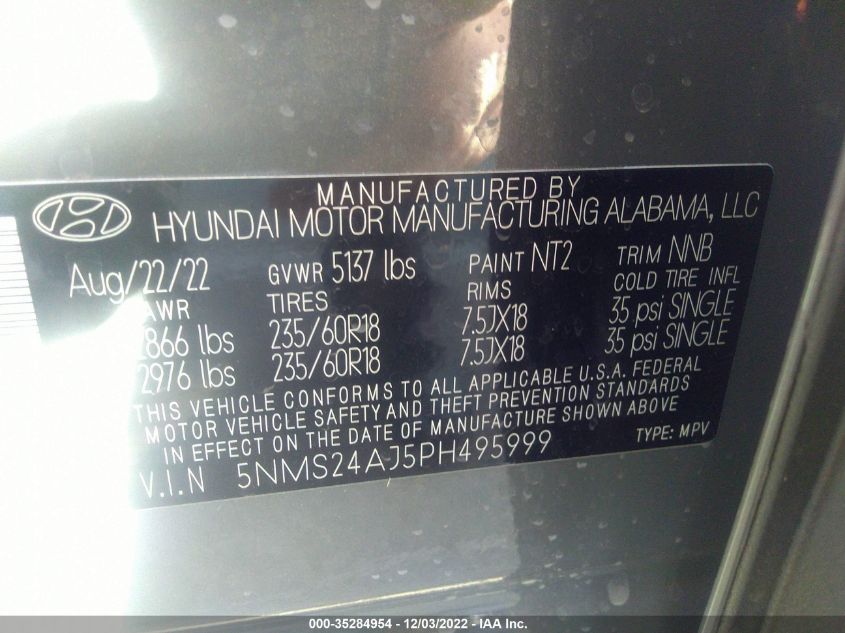 MANUFACTURED BY
HYUNDAI MOTOR MANUFACTURING ALABAMA, LLC
Aug/22/22 GVWR 5137 lbs PAINT NT2 TRIM NNB
AWR TIRES RIMS COLD TIRE INFL
2866 lbs 235/60R18 7.5JX18 35 psi SINGLE
2976 lbs 235/60R18 7.5JX18 35 psi SINGLE
THIS VEHICLE CONFORMS TO ALL APPLICABLE U.S.A. FEDERAL
MOTOR VEHICLE SAFETY AND THEFT PREVENTION STANDARDS
IN EFFECT ON THE DATE OF MANUFACTURE SHOWN ABOVE
V.I.N 5NMS24AJ5PH495999 TYPE: MPV
000-35284954 - 12/03/2022 - IAA Inc.